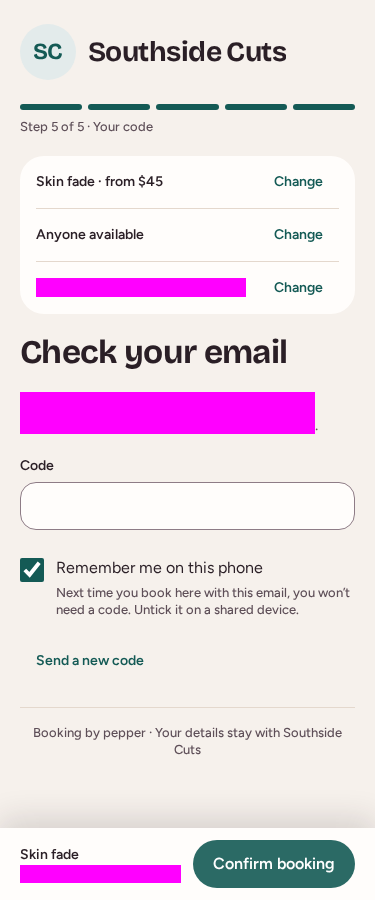 SC
Southside Cuts
Step 5 of 5 · Your code
Skin fade · from $45
Change
Anyone available
Change
Change
Check your email
.
Code
Remember me on this phone
Next time you book here with this email, you won’t
need a code. Untick it on a shared device.
Send a new code
Booking by pepper · Your details stay with Southside
Cuts
Skin fade
Confirm booking